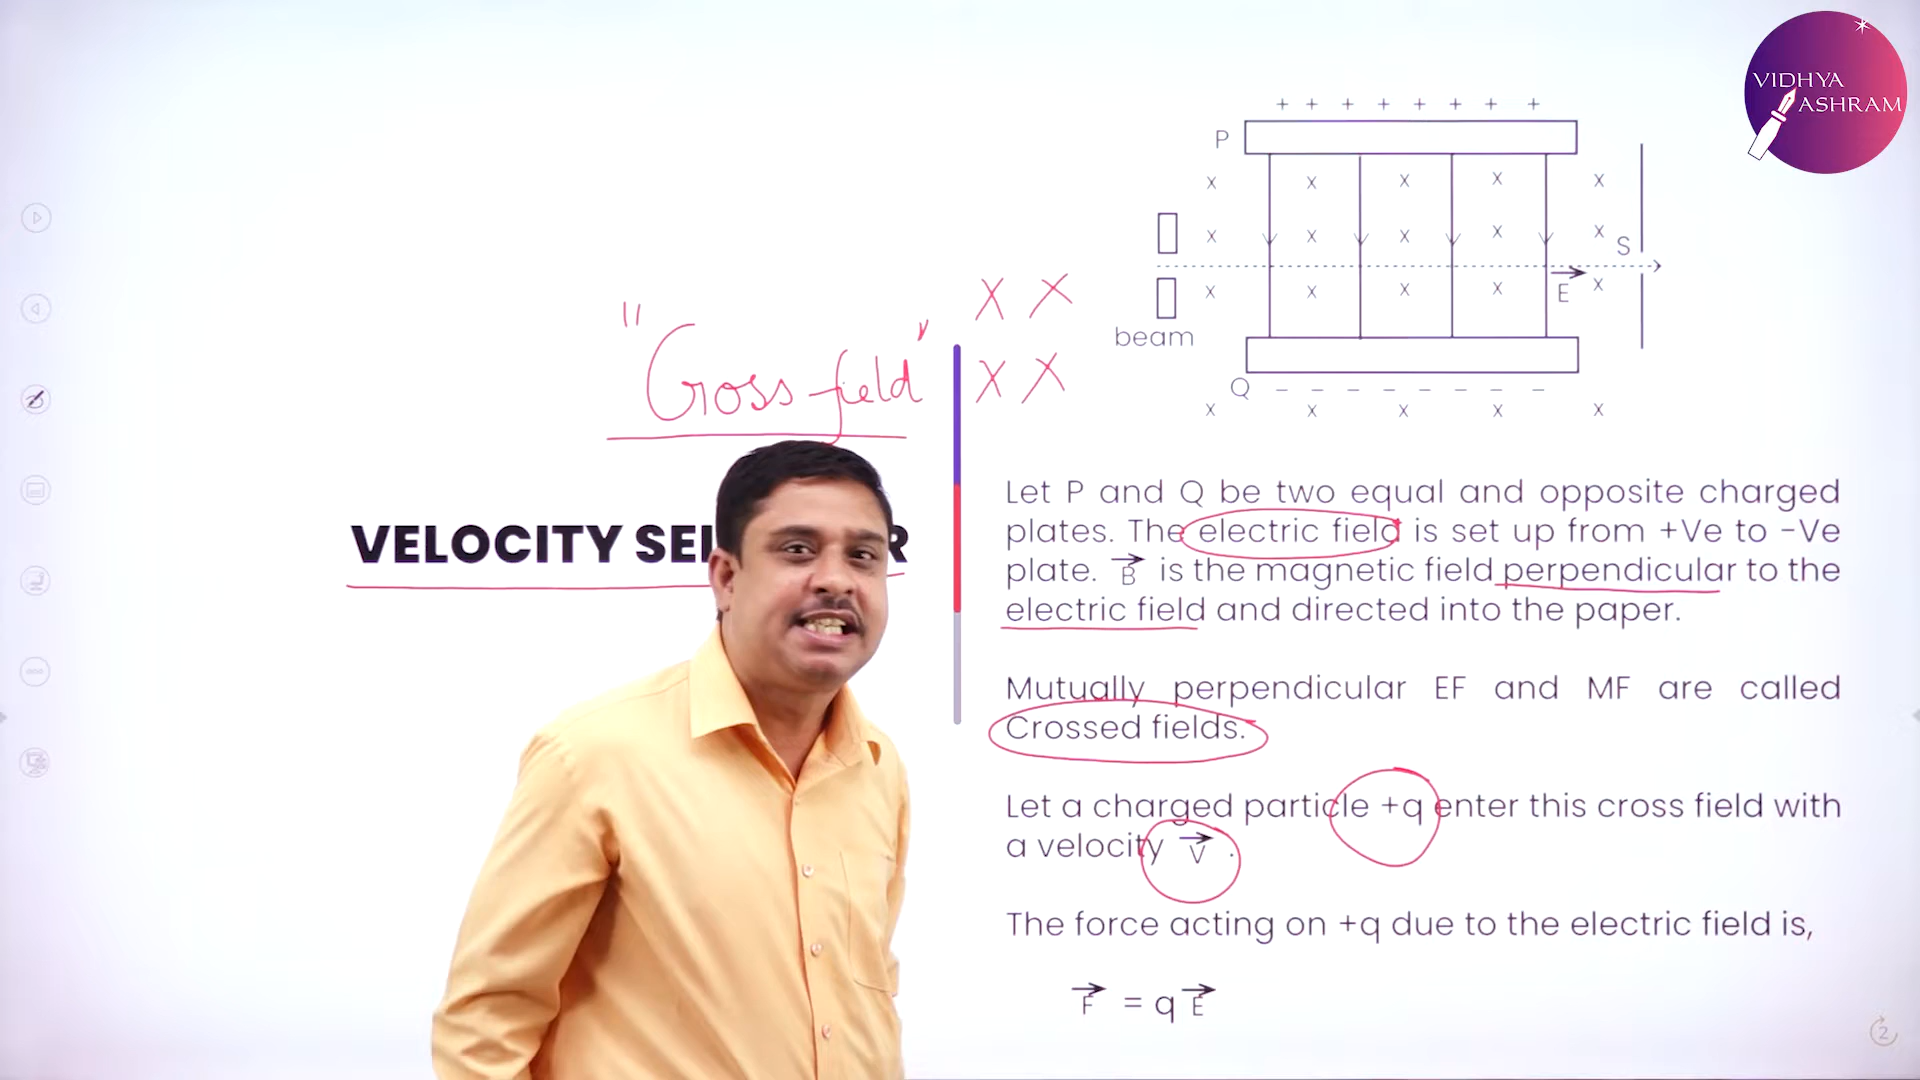 VIDHYA
ASHRAM
+ + + + + + + +
P
x x x x x
x x x x x
S
x x x x x
E
beam
Q − − − − − − − −
x x x x x
"Cross field"
X X
X X
VELOCITY SEL R
Let P and Q be two equal and opposite charged
plates. The electric field is set up from +Ve to -Ve
plate. B is the magnetic field perpendicular to the
electric field and directed into the paper.
Mutually perpendicular EF and MF are called
Crossed fields.
Let a charged particle +q enter this cross field with
a velocity V .
The force acting on +q due to the electric field is,
F = qE
2